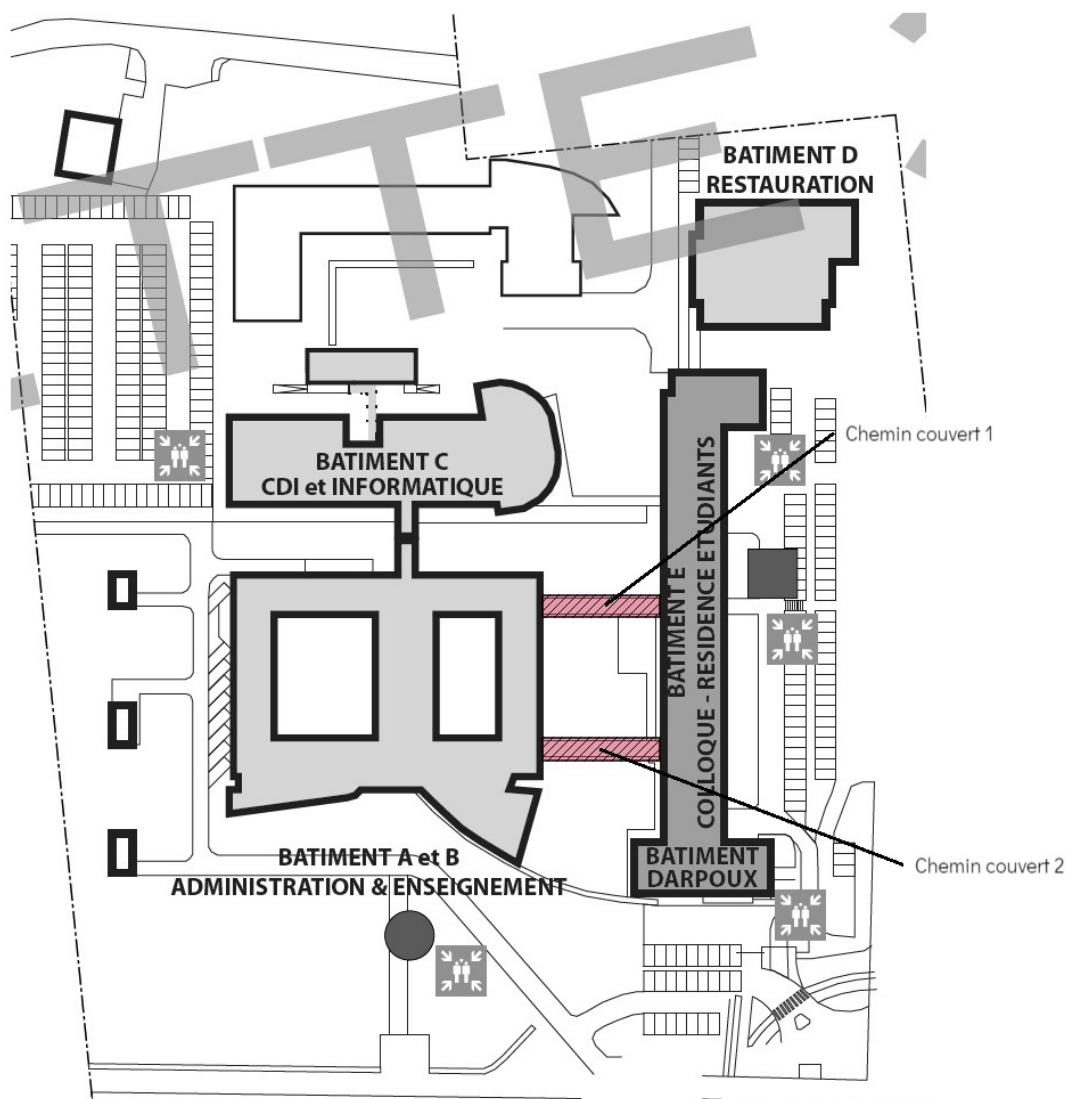 BATIMENT D
RESTAURATION
Chemin couvert 1
BATIMENT C
CDI et INFORMATIQUE
BATIMENT E
COLLOQUE - RESIDENCE ETUDIANTS
BATIMENT A et B
ADMINISTRATION & ENSEIGNEMENT
BATIMENT
DARPOUX
Chemin couvert 2